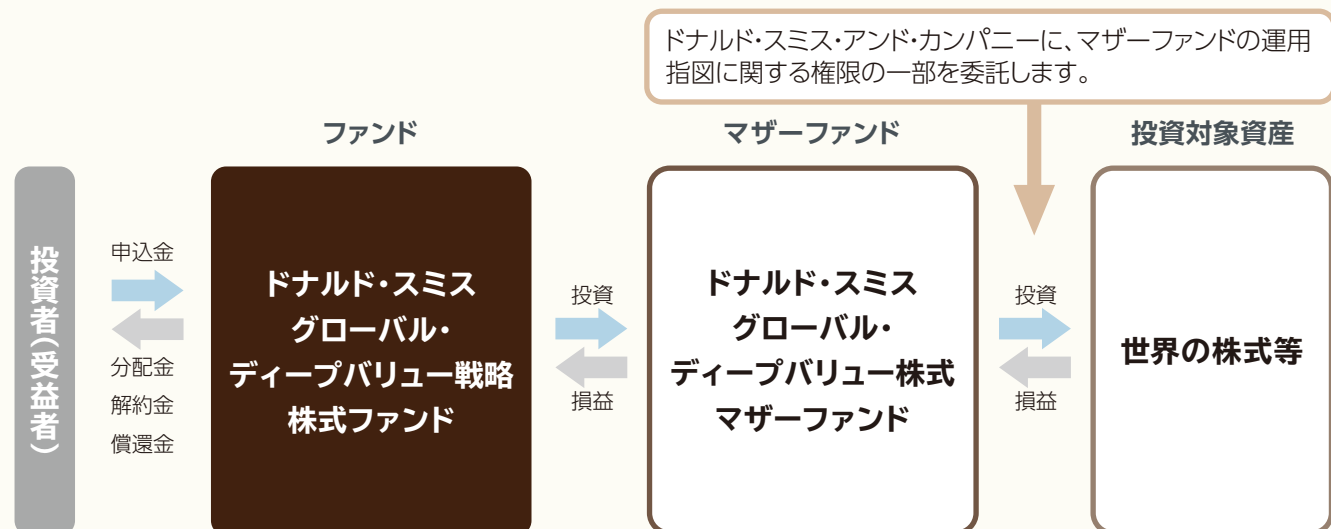 ドナルド・スミス・アンド・カンパニーに、マザーファンドの運用
指図に関する権限の一部を委託します。
ファンド
マザーファンド
投資対象資産
投資者(受益者)
申込金
分配金
解約金
償還金
ドナルド・スミス
グローバル・
ディープバリュー戦略
株式ファンド
投資
損益
ドナルド・スミス
グローバル・
ディープバリュー株式
マザーファンド
投資
損益
世界の株式等